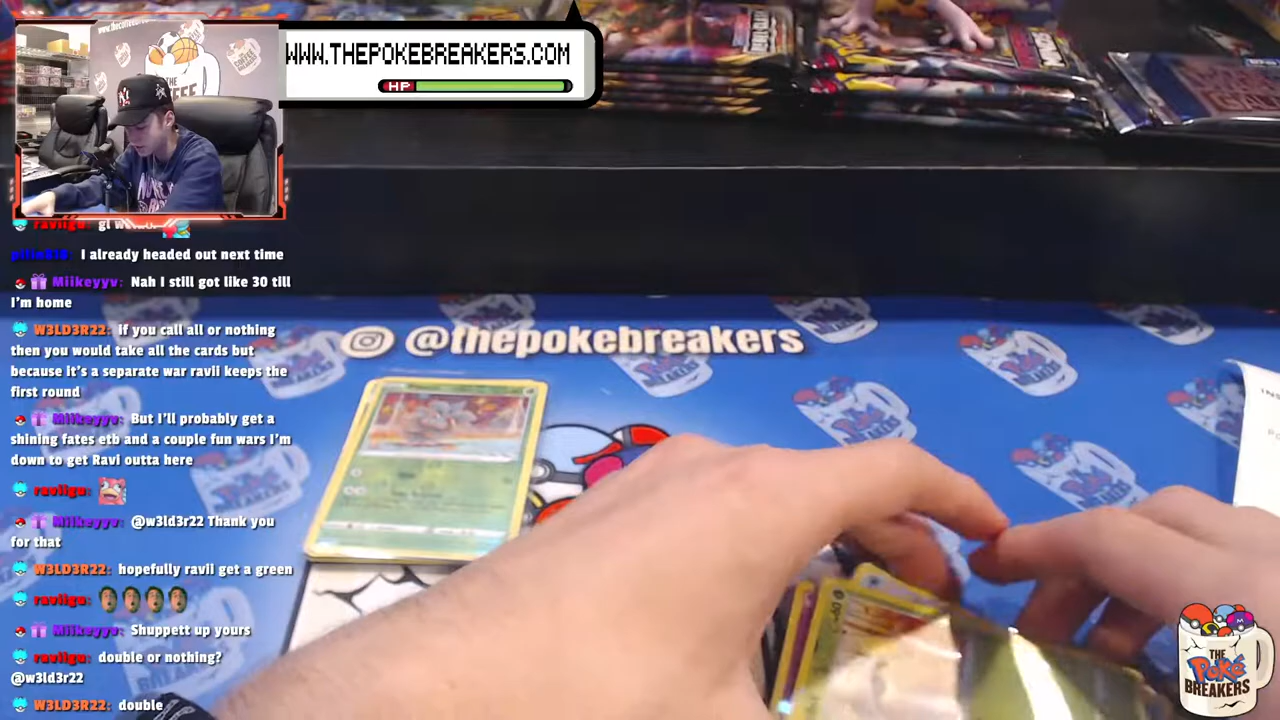 WWW.THEPOKEBREAKERS.COM
HP
raviigu: gl
I already headed out next time
Miikeyyv: Nah I still got like 30 till
I'm home
W3LD3R22: If you call all or nothing
then you would take all the cards but
because it's a separate war ravii keeps the
first round
Miikeyyv: But I'll probably get a
shining fates etb and a couple fun wars I'm
down to get Ravi outta here
raviigu:
Miikeyyv: @w3ld3r22 Thank you
for that
W3LD3R22: hopefully ravii get a green
raviigu:
Miikeyyv: Shuppett up yours
raviigu: double or nothing?
@w3ld3r22
W3LD3R22: double
@thepokebreakers
THE
Poké
BREAKERS